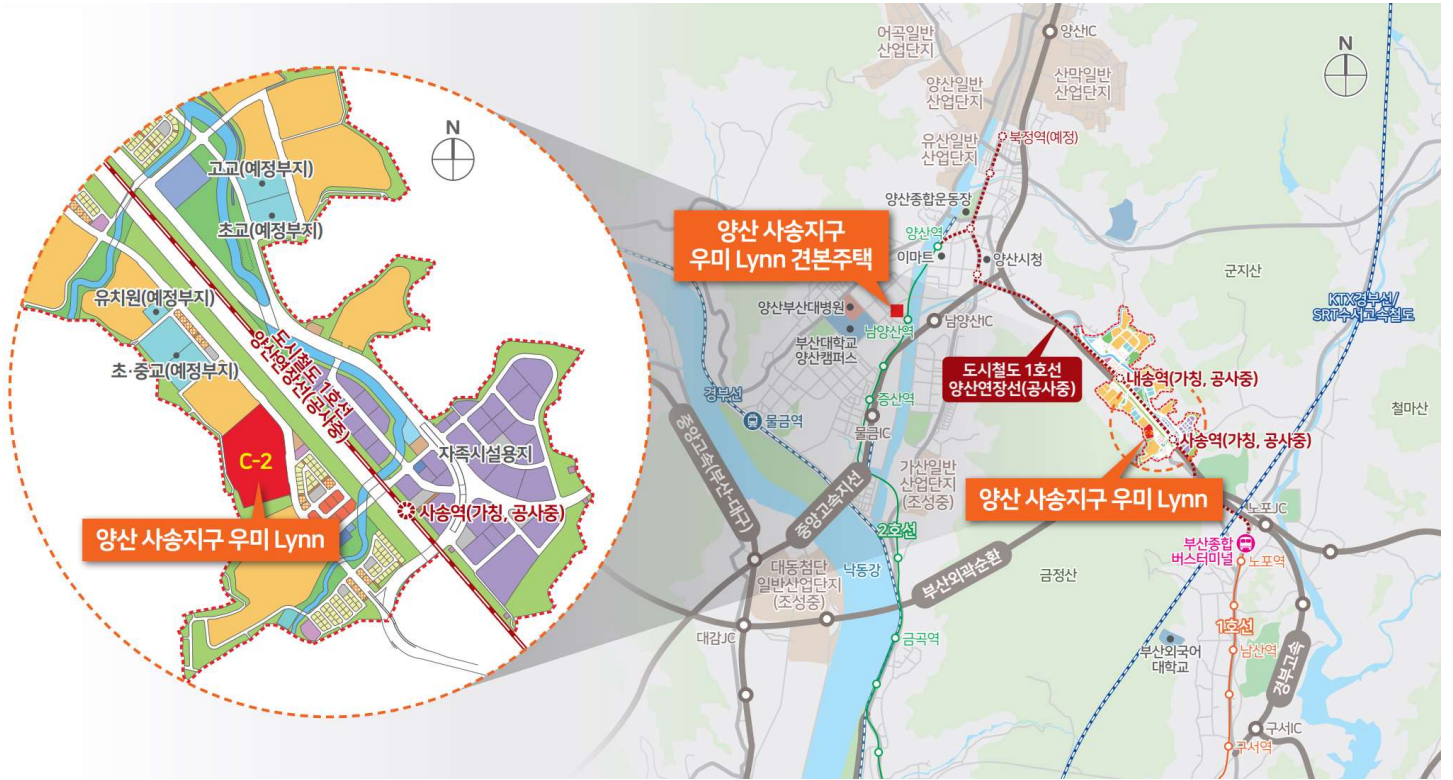 N
고교(예정부지)
초교(예정부지)
유치원(예정부지)
초·중교(예정부지)
도시철도 1호선
양산연장선(공사중)
자족시설용지
C-2
사송역(가칭, 공사중)
양산 사송지구 우미 Lynn
N
어곡일반
산업단지
양산IC
양산일반
산업단지
산막일반
산업단지
유산일반
산업단지
북정역(예정)
양산종합운동장
양산역
이마트
양산시청
양산 사송지구
우미 Lynn 견본주택
군지산
KTX경부선/
SRT수서고속철도
양산부산대병원
남양산역
남양산IC
부산대학교
양산캠퍼스
도시철도 1호선
양산연장선(공사중)
내송역(가칭, 공사중)
철마산
경부선
물금역
증산역
물금IC
사송역(가칭, 공사중)
중앙고속(부산-대구)
중앙고속지선
가산일반
산업단지
(조성중)
양산 사송지구 우미 Lynn
2호선
노포JC
부산종합
버스터미널
노포역
대동첨단
일반산업단지
(조성중)
낙동강
부산외곽순환
금정산
1호선
대감JC
금곡역
부산외국어
대학교
남산역
경부고속
구서IC
구서역